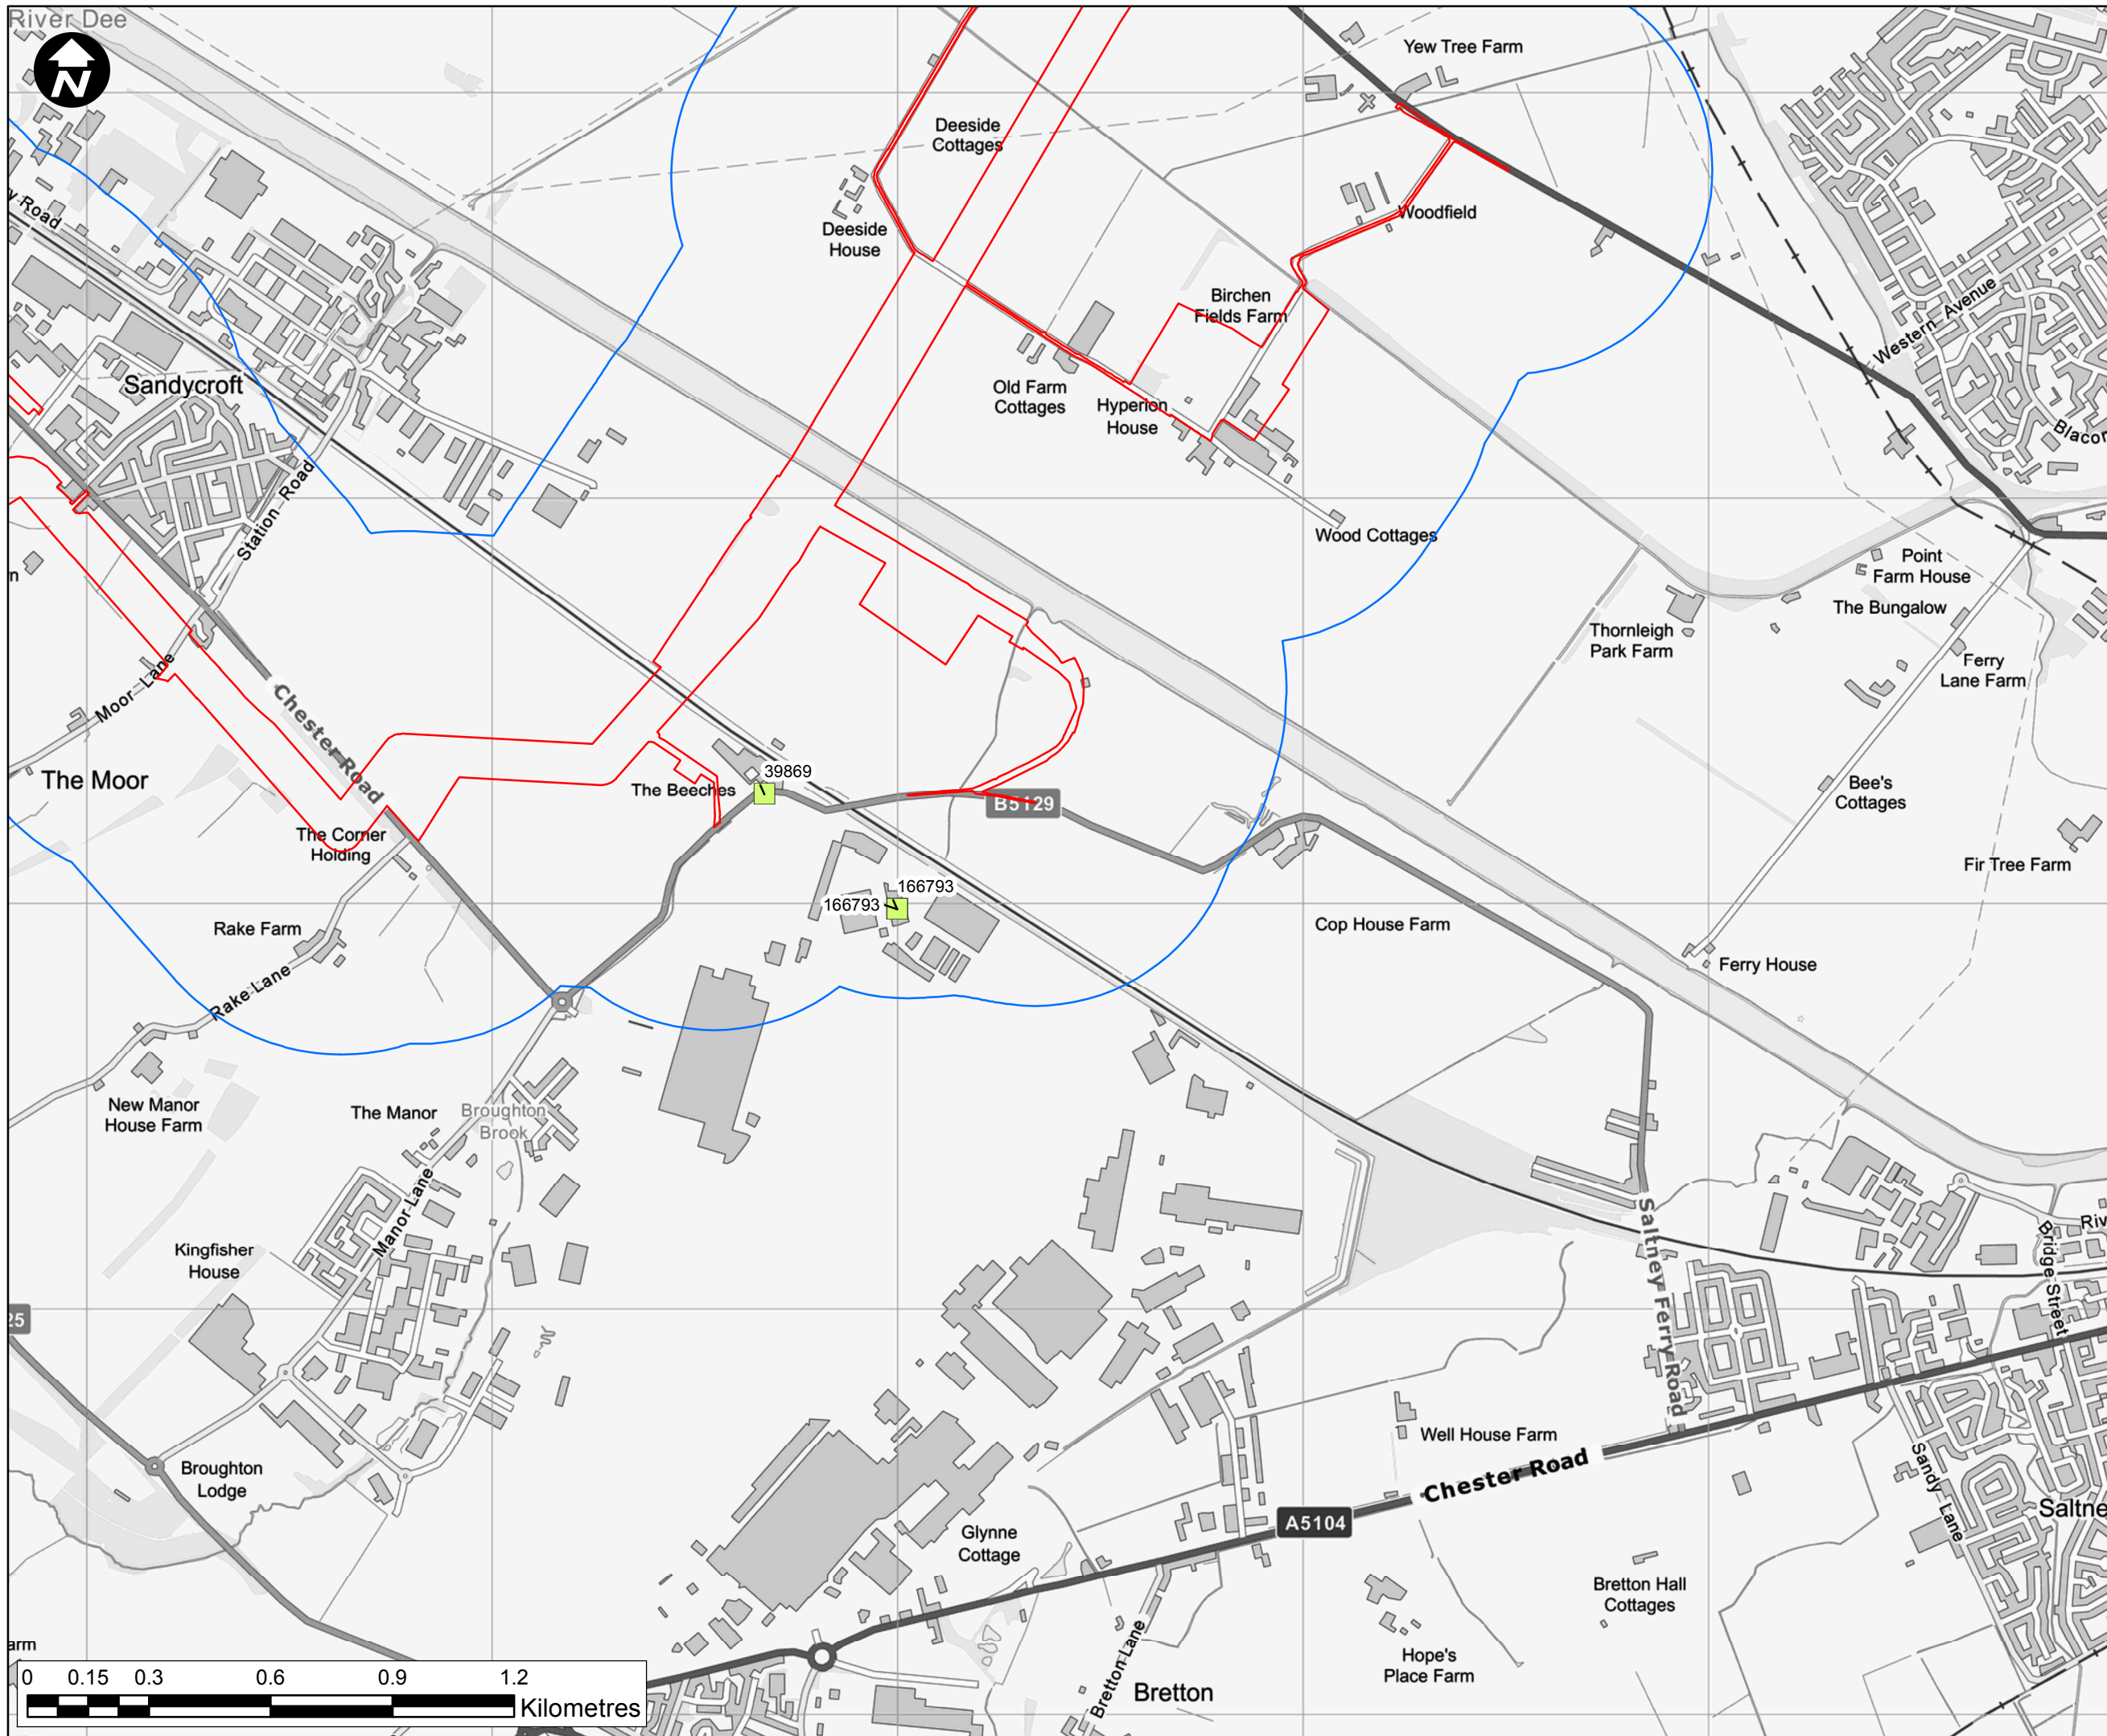 River Dee
N
Yew Tree Farm
Deeside
Cottages
Woodfield
Deeside
House
Birchen
Fields Farm
Western Avenue
Sandycroft
Old Farm
Cottages
Hyperion
House
Station Road
Wood Cottages
Point
Farm House
The Bungalow
Thornleigh
Park Farm
Ferry
Lane Farm
Moor Lane
Chester Road
The Moor
39869
The Beeches
B5129
Bee's
Cottages
The Corner
Holding
Fir Tree Farm
166793
166793
Rake Farm
Cop House Farm
Ferry House
Rake Lane
New Manor
House Farm
The Manor
Broughton
Brook
Manor Lane
Kingfisher
House
Saltney Ferry Road
Bridge Street
Riv
25
Well House Farm
Chester Road
A5104
Sandy Lane
Broughton
Lodge
Glynne
Cottage
Saltne
Bretton Hall
Cottages
Bretton Lane
Hope's
Place Farm
Bretton
arm
0 0.15 0.3 0.6 0.9 1.2
Kilometres